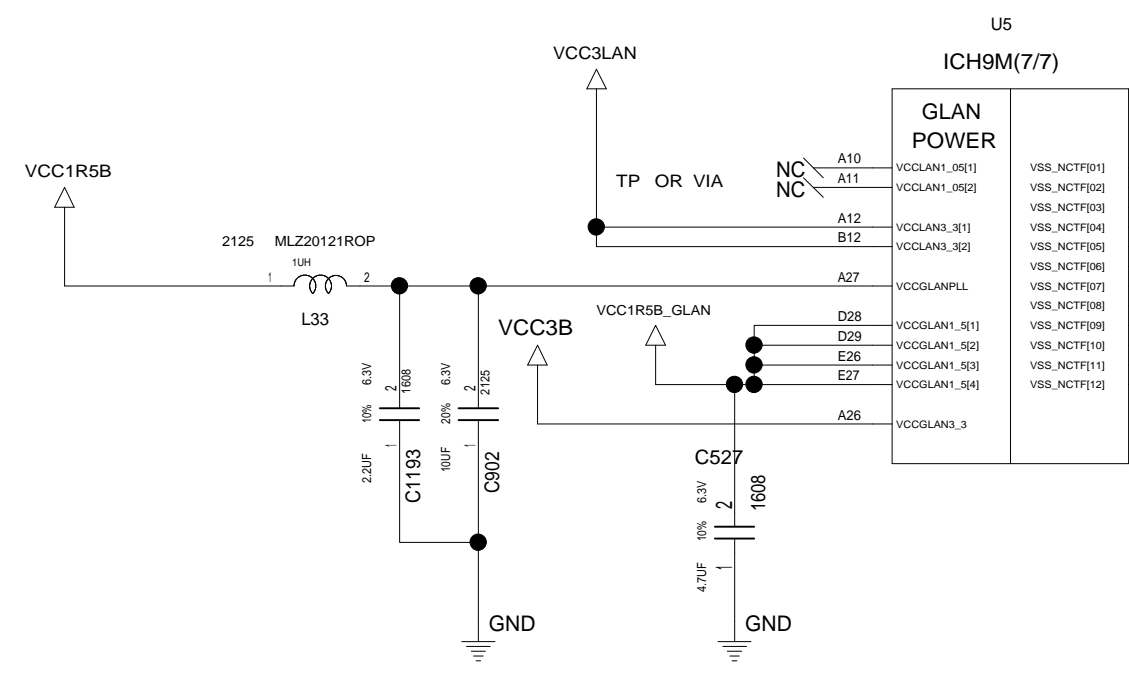 U5
ICH9M(7/7)
VCC3LAN
GLAN
POWER
VCC1R5B
NC A10 VCCLAN1_05[1] VSS_NCTF[01]
TP OR VIA
NC A11 VCCLAN1_05[2] VSS_NCTF[02]
VSS_NCTF[03]
A12 VCCLAN3_3[1] VSS_NCTF[04]
B12 VCCLAN3_3[2] VSS_NCTF[05]
2125 MLZ20121ROP
1UH
VSS_NCTF[06]
1 2
A27 VCCGLANPLL VSS_NCTF[07]
L33
VSS_NCTF[08]
VCC1R5B_GLAN
VCC3B
D28 VCCGLAN1_5[1] VSS_NCTF[09]
D29 VCCGLAN1_5[2] VSS_NCTF[10]
E26 VCCGLAN1_5[3] VSS_NCTF[11]
E27 VCCGLAN1_5[4] VSS_NCTF[12]
A26 VCCGLAN3_3
2.2UF 10% 6.3V
1 2
C1193 1608
10UF 20% 6.3V
1 2
C902 2125
C527
4.7UF 10% 6.3V
1 2
1608
GND
GND